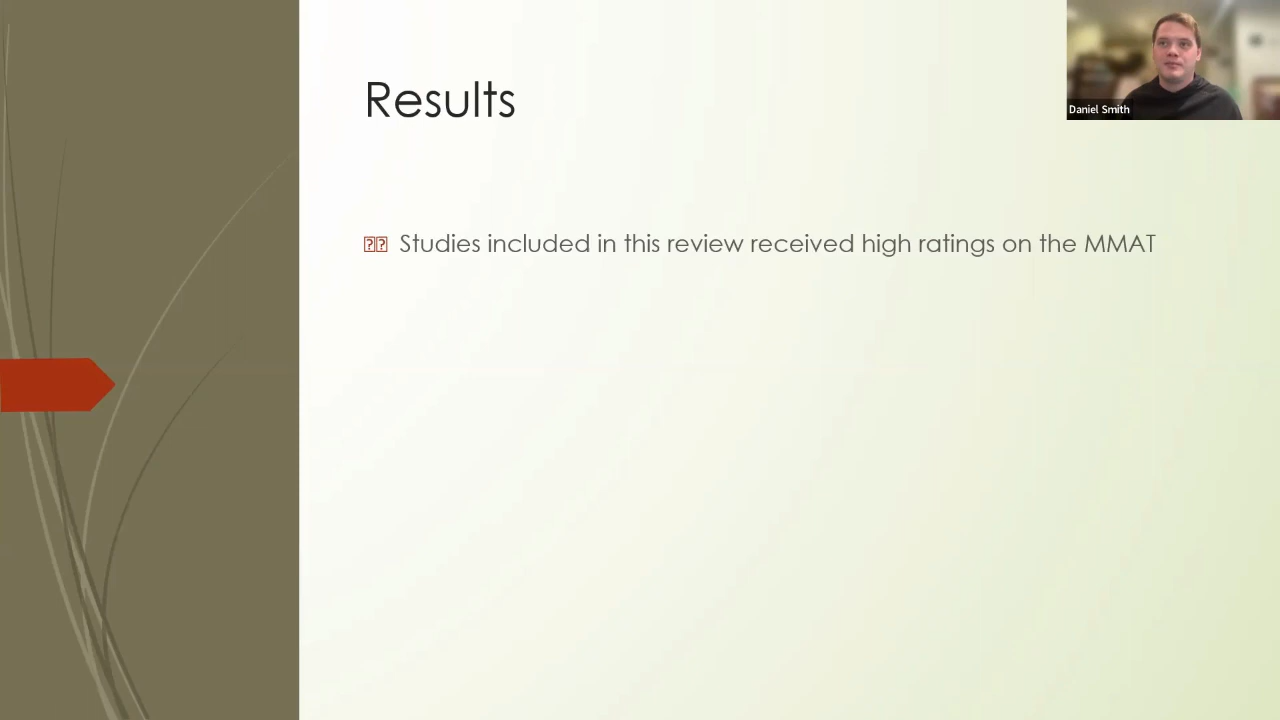 Results
Daniel Smith
Studies included in this review received high ratings on the MMAT